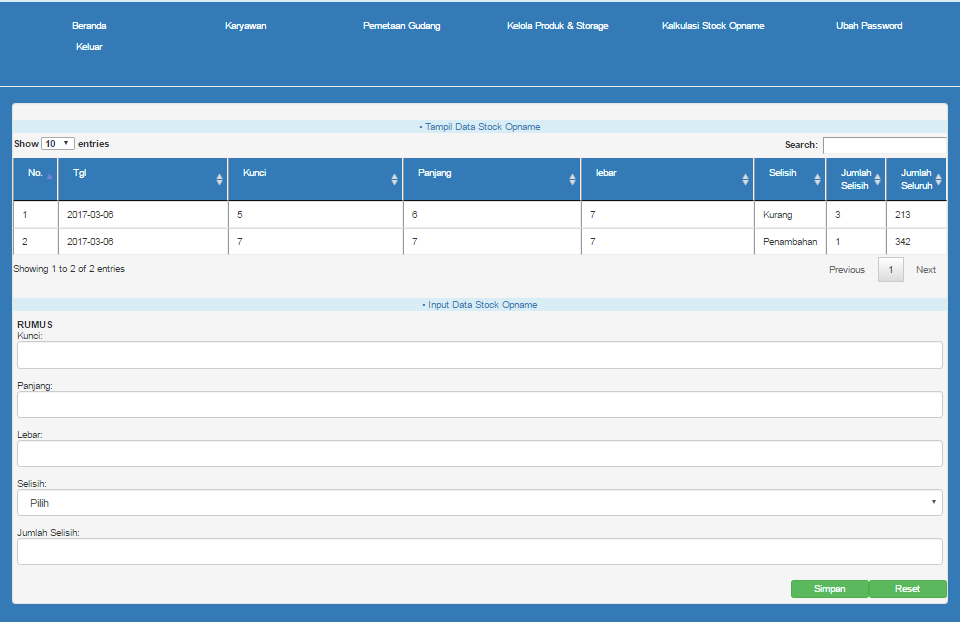 Beranda Karyawan Pemetaan Gudang Kelola Produk & Storage Kalkulasi Stock Opname Ubah Password
Keluar
• Tampil Data Stock Opname
Show 10 entries Search:
No. Tgl Kunci Panjang lebar Selisih Jumlah Selisih Jumlah Seluruh
1 2017-03-06 5 6 7 Kurang 3 213
2 2017-03-06 7 7 7 Penambahan 1 342
Showing 1 to 2 of 2 entries Previous 1 Next
• Input Data Stock Opname
RUMUS
Kunci:
Panjang:
Lebar:
Selisih:
Pilih
Jumlah Selisih:
Simpan Reset